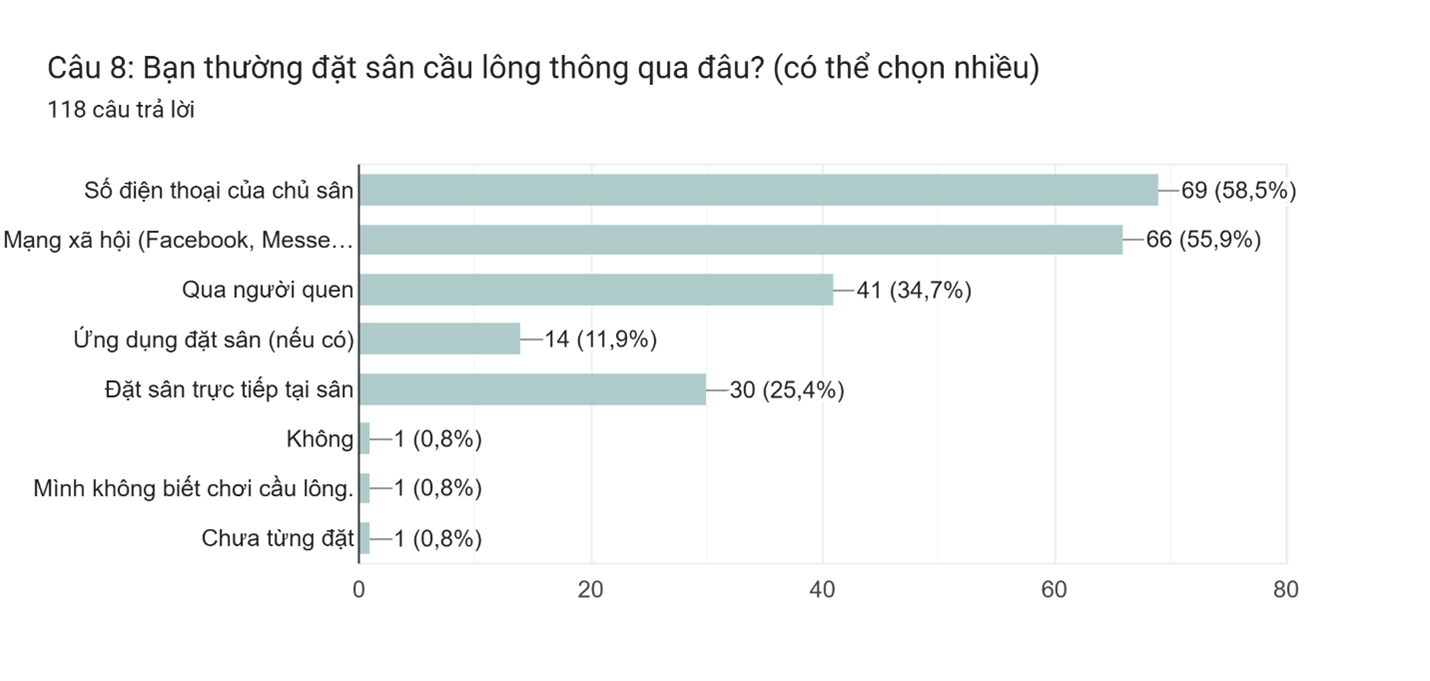 Câu 8: Bạn thường đặt sân cầu lông thông qua đâu? (có thể chọn nhiều)
118 câu trả lời
Số điện thoại của chủ sân 69 (58,5%)
Mạng xã hội (Facebook, Messe... 66 (55,9%)
Qua người quen 41 (34,7%)
Ứng dụng đặt sân (nếu có) 14 (11,9%)
Đặt sân trực tiếp tại sân 30 (25,4%)
Không 1 (0,8%)
Mình không biết chơi cầu lông. 1 (0,8%)
Chưa từng đặt 1 (0,8%)
0 20 40 60 80